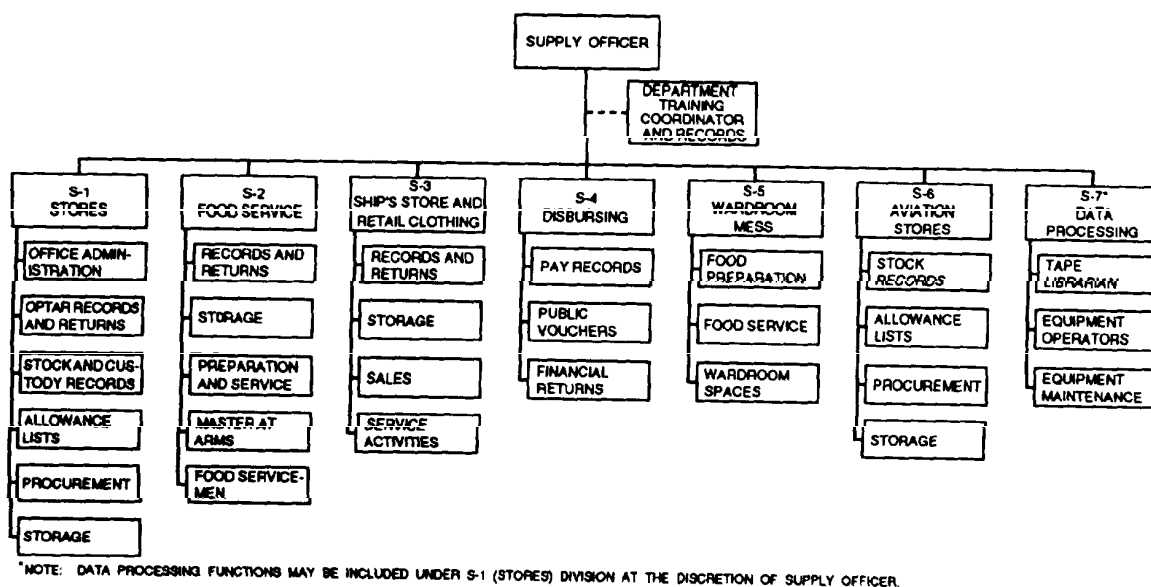 SUPPLY OFFICER
DEPARTMENT
TRAINING
COORDINATOR
AND RECORDS
S-1
STORES
OFFICE ADMIN-
ISTRATION
OPTAR RECORDS
AND RETURNS
STOCK AND CUS-
TODY RECORDS
ALLOWANCE
LISTS
PROCUREMENT
STORAGE
S-2
FOOD SERVICE
RECORDS AND
RETURNS
STORAGE
PREPARATION
AND SERVICE
MASTER AT
ARMS
FOOD SERVICE-
MEN
S-3
SHIP'S STORE AND
RETAIL CLOTHING
RECORDS AND
RETURNS
STORAGE
SALES
SERVICE
ACTIVITIES
S-4
DISBURSING
PAY RECORDS
PUBLIC
VOUCHERS
FINANCIAL
RETURNS
S-5
WARDROOM
MESS
FOOD
PREPARATION
FOOD SERVICE
WARDROOM
SPACES
S-6
AVIATION
STORES
STOCK
RECORDS
ALLOWANCE
LISTS
PROCUREMENT
STORAGE
S-7*
DATA
PROCESSING
TAPE
LIBRARIAN
EQUIPMENT
OPERATORS
EQUIPMENT
MAINTENANCE
*NOTE: DATA PROCESSING FUNCTIONS MAY BE INCLUDED UNDER S-1 (STORES) DIVISION AT THE DISCRETION OF SUPPLY OFFICER.